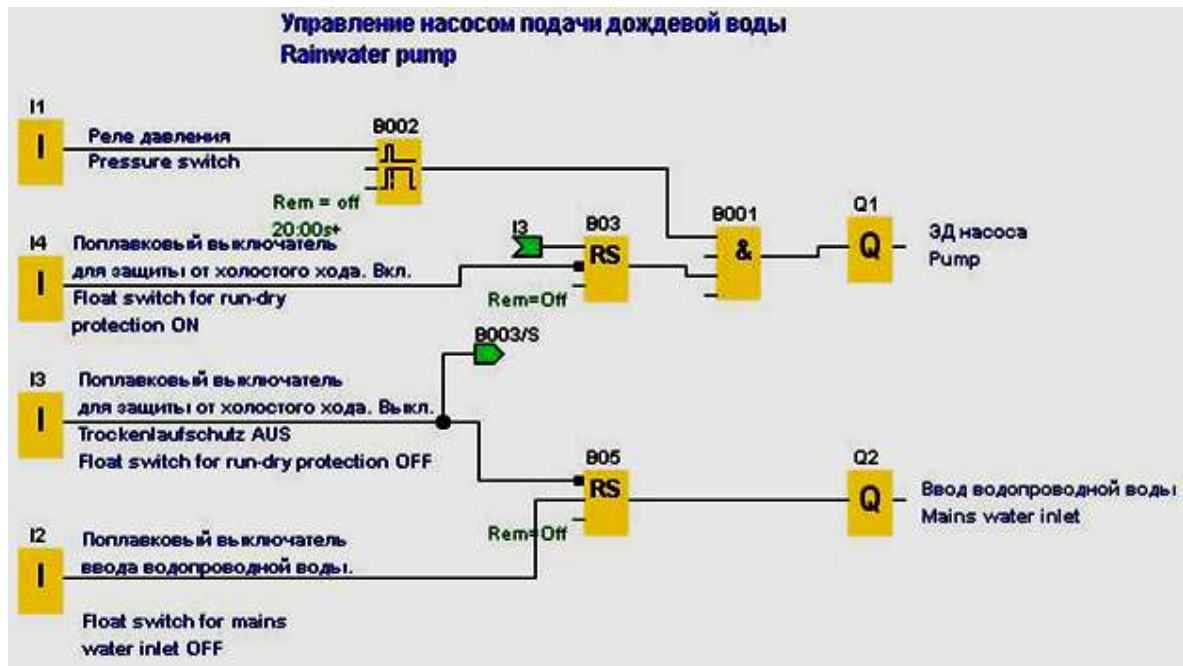 Управление насосом подачи дождевой воды
Rainwater pump
I1
I
Реле давления
Pressure switch
B002
Rem = off
20:00s+
I4
I
Поплавковый выключатель
для защиты от холостого хода. Вкл.
Float switch for run-dry
protection ON
I3
B03
RS
Rem=Off
B001
&
Q1
Q
ЭД насоса
Pump
B003/S
I3
I
Поплавковый выключатель
для защиты от холостого хода. Выкл.
Trockenlaufschutz AUS
Float switch for run-dry protection OFF
B05
RS
Rem=Off
Q2
Q
Ввод водопроводной воды
Mains water inlet
I2
I
Поплавковый выключатель
ввода водопроводной воды.
Float switch for mains
water inlet OFF